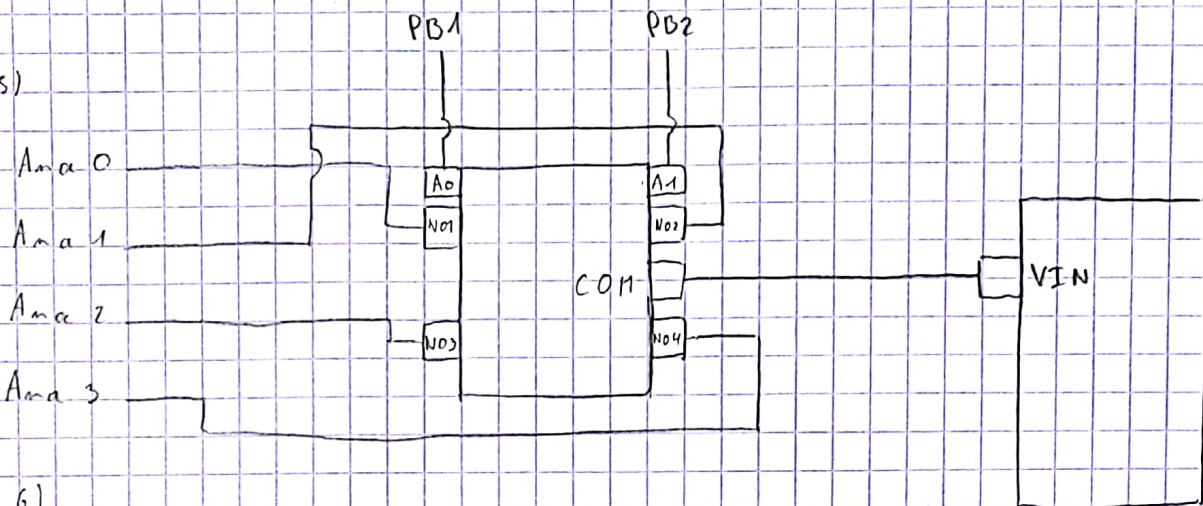 PB1 PB2
5)
Ana 0
A0 A1
NO1 NO2
Ana 1
COM VIN
Ana 2
NO3 NO4
Ana 3
6)